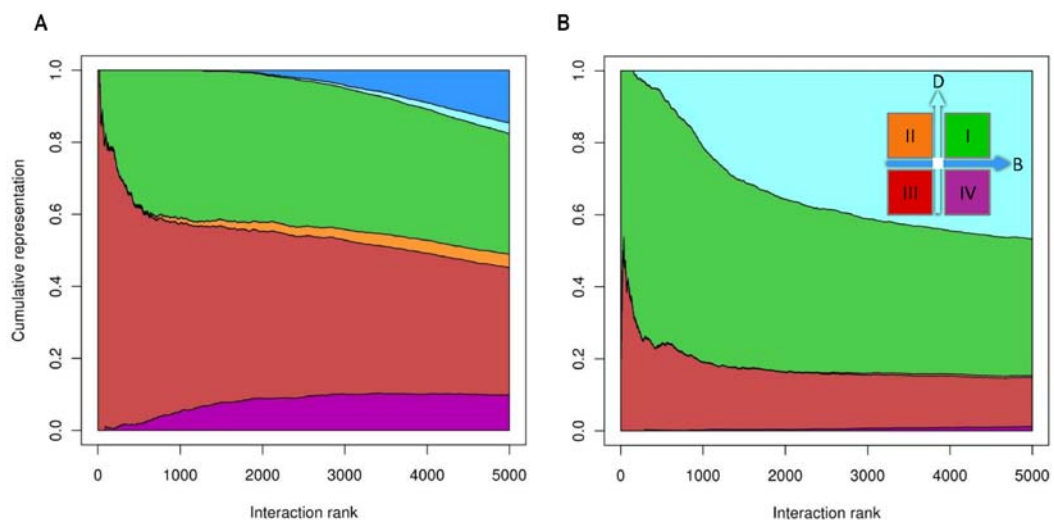 A
B
Cumulative representation
1.0
0.8
0.6
0.4
0.2
0.0
0 1000 2000 3000 4000 5000
Interaction rank
1.0
0.8
0.6
0.4
0.2
0.0
D
II I
B
III IV
0 1000 2000 3000 4000 5000
Interaction rank